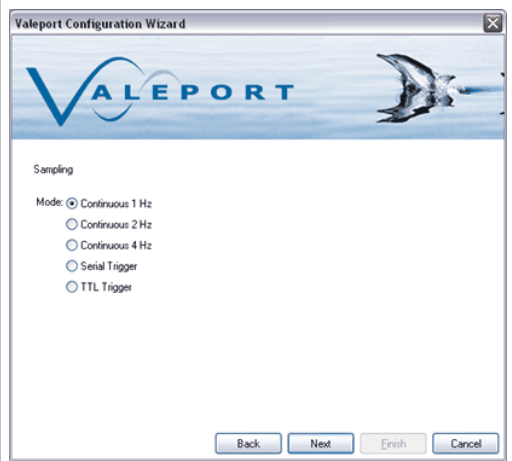 Valeport Configuration Wizard
VALEPORT
Sampling
Mode: Continuous 1 Hz
Continuous 2 Hz
Continuous 4 Hz
Serial Trigger
TTL Trigger
Back Next Finish Cancel